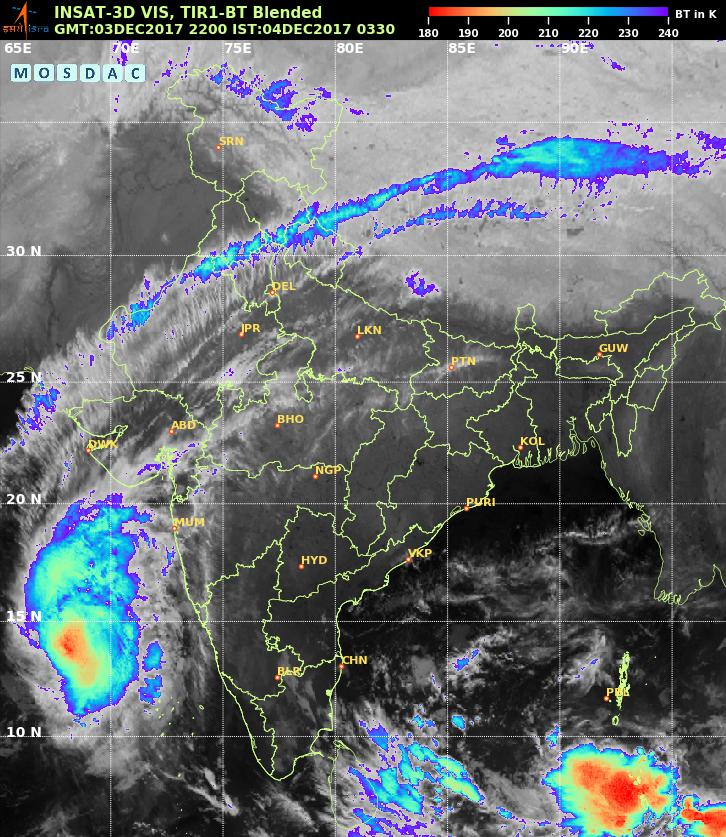 INSAT-3D VIS, TIR1-BT Blended
GMT:03DEC2017 2200 IST:04DEC2017 0330
BT in K
180 190 200 210 220 230 240
65E 70E 75E 80E 85E 90E
MOSDAC
SRN
30 N
DEL
JPR
LKN
GUW
PTN
25 N
ABD
BHO
DWK
KOL
NGP
20 N
PURI
MUM
VKP
HYD
15 N
CHN
BLR
10 N